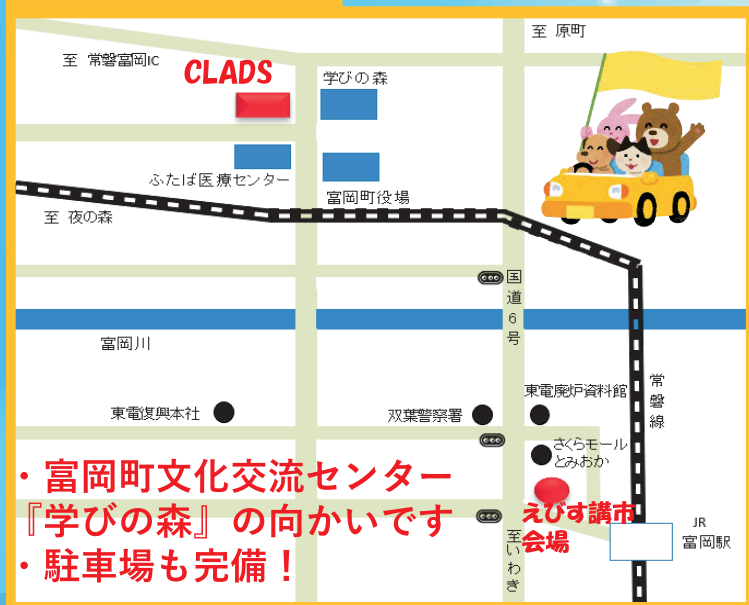 至 原町
至 常磐富岡IC
CLADS
学びの森
ふたば医療センター
富岡町役場
至 夜の森
国道6号
富岡川
常磐線
東電廃炉資料館
東電復興本社
双葉警察署
さくらモール
とみおか
・富岡町文化交流センター
『学びの森』の向かいです
・駐車場も完備！
えびす講市
会場
至いわき
JR
富岡駅